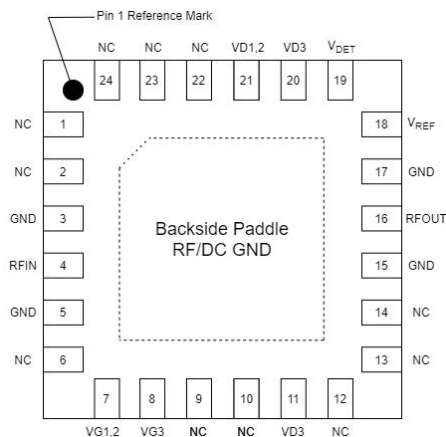 Pin 1 Reference Mark
NC NC NC VD1,2 VD3 VDET
24 23 22 21 20 19
NC 1 18 VREF
NC 2 17 GND
GND 3 16 RFOUT
Backside Paddle
RF/DC GND
RFIN 4 15 GND
GND 5 14 NC
NC 6 13 NC
7 8 9 10 11 12
VG1,2 VG3 NC NC VD3 NC